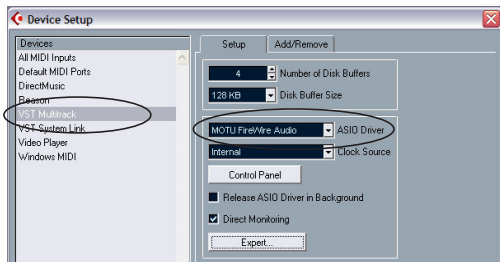 Device Setup
Devices
All MIDI Inputs
Default MIDI Ports
DirectMusic
Reason
VST Multitrack
VST System Link
Video Player
Windows MIDI
Setup
Add/Remove
4 Number of Disk Buffers
128 KB Disk Buffer Size
MOTU FireWire Audio ASIO Driver
Internal Clock Source
Control Panel
Release ASIO Driver in Background
Direct Monitoring
Expert...